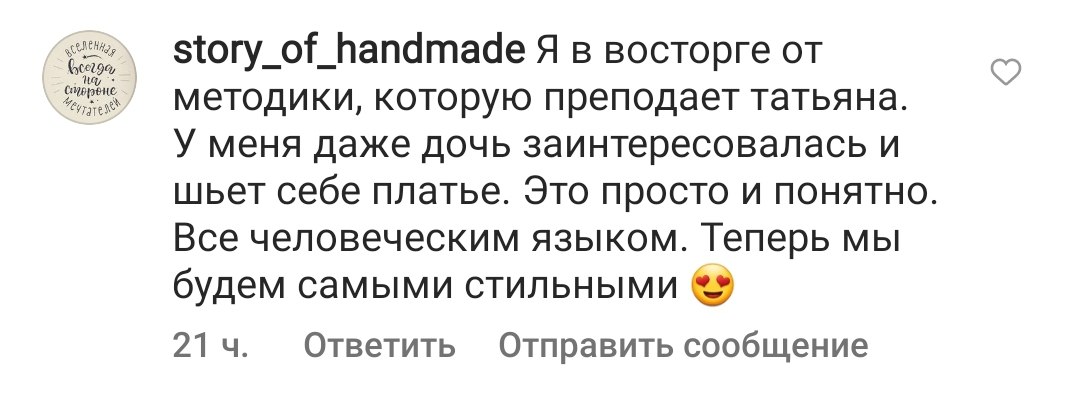 вселенная
всегда
на
стороне
мечтателей
story_of_handmade Я в восторге от
методики, которую преподает татьяна.
У меня даже дочь заинтересовалась и
шьет себе платье. Это просто и понятно.
Все человеческим языком. Теперь мы
будем самыми стильными 😍
21 ч. Ответить Отправить сообщение